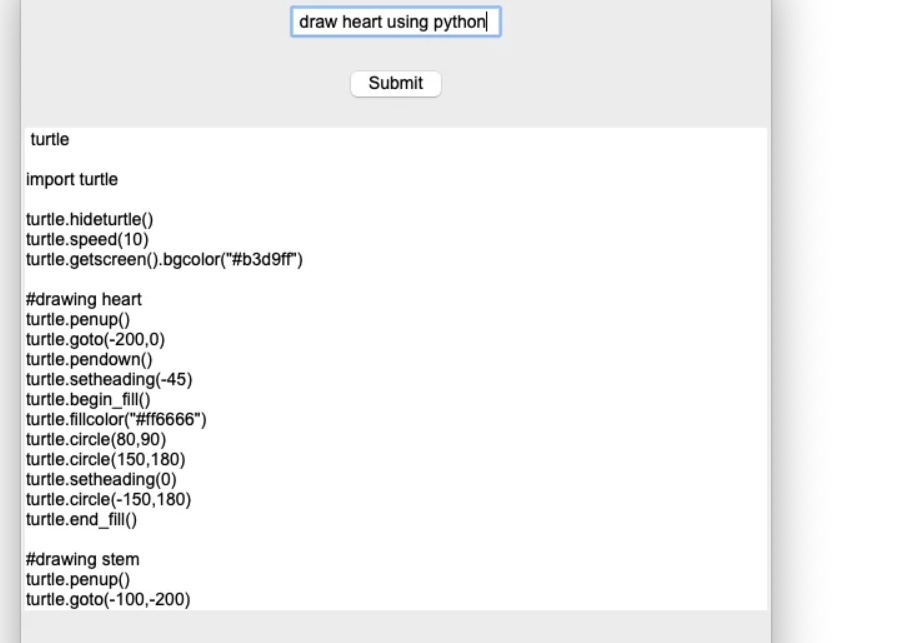 draw heart using python
Submit
turtle
import turtle
turtle.hideturtle()
turtle.speed(10)
turtle.getscreen().bgcolor("#b3d9ff")
#drawing heart
turtle.penup()
turtle.goto(-200,0)
turtle.pendown()
turtle.setheading(-45)
turtle.begin_fill()
turtle.fillcolor("#ff6666")
turtle.circle(80,90)
turtle.circle(150,180)
turtle.setheading(0)
turtle.circle(-150,180)
turtle.end_fill()
#drawing stem
turtle.penup()
turtle.goto(-100,-200)